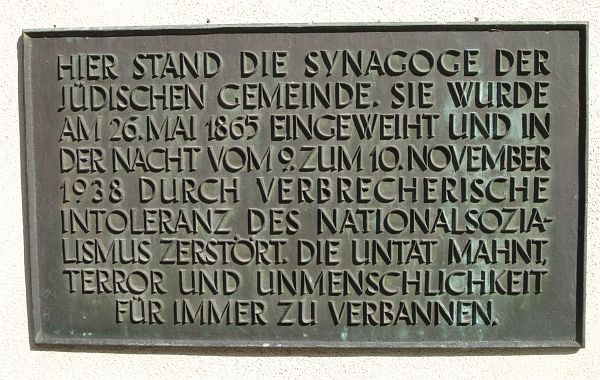 HIER STAND DIE SYNAGOGE DER
JÜDISCHEN GEMEINDE. SIE WURDE
AM 26. MAI 1865 EINGEWEIHT UND IN
DER NACHT VOM 9. ZUM 10. NOVEMBER
1938 DURCH VERBRECHERISCHE
INTOLERANZ DES NATIONALSOZIA-
LISMUS ZERSTÖRT. DIE UNTAT MAHNT,
TERROR UND UNMENSCHLICHKEIT
FÜR IMMER ZU VERBANNEN.